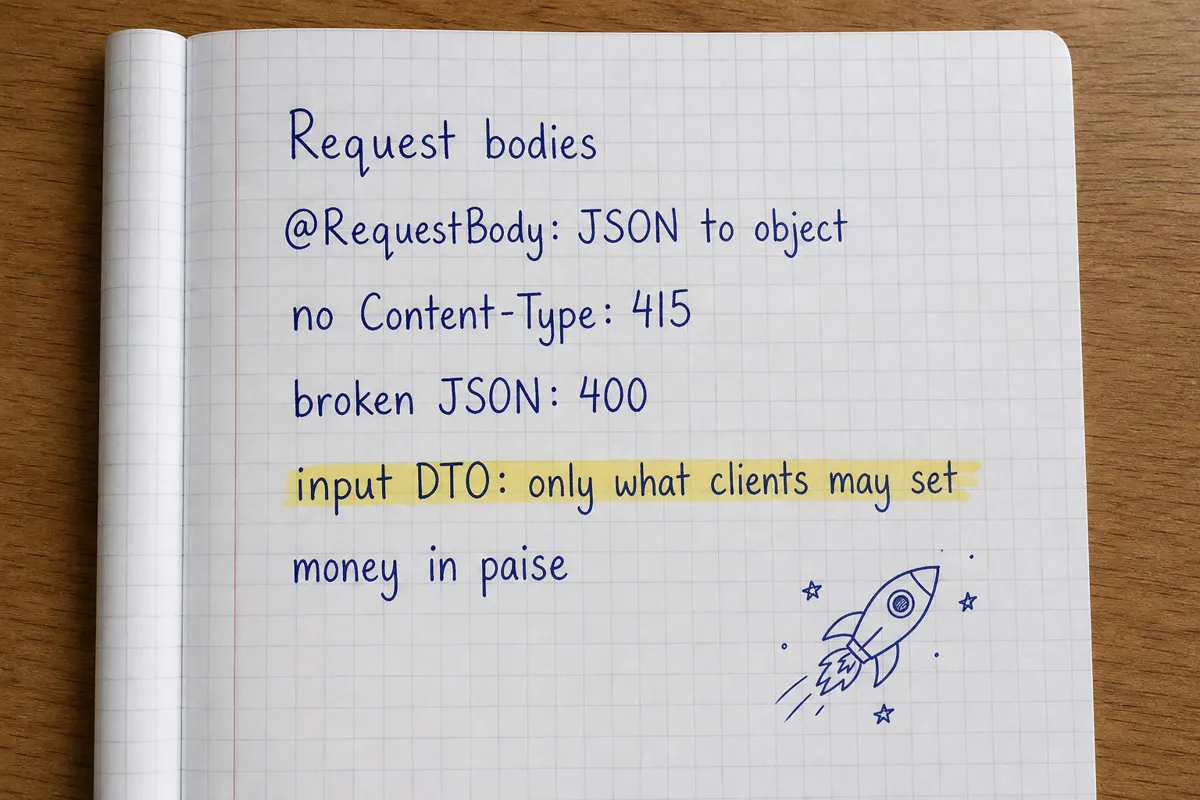 Request bodies
@RequestBody: JSON to object
no Content-Type: 415
broken JSON: 400
input DTO: only what clients may set
money in paise